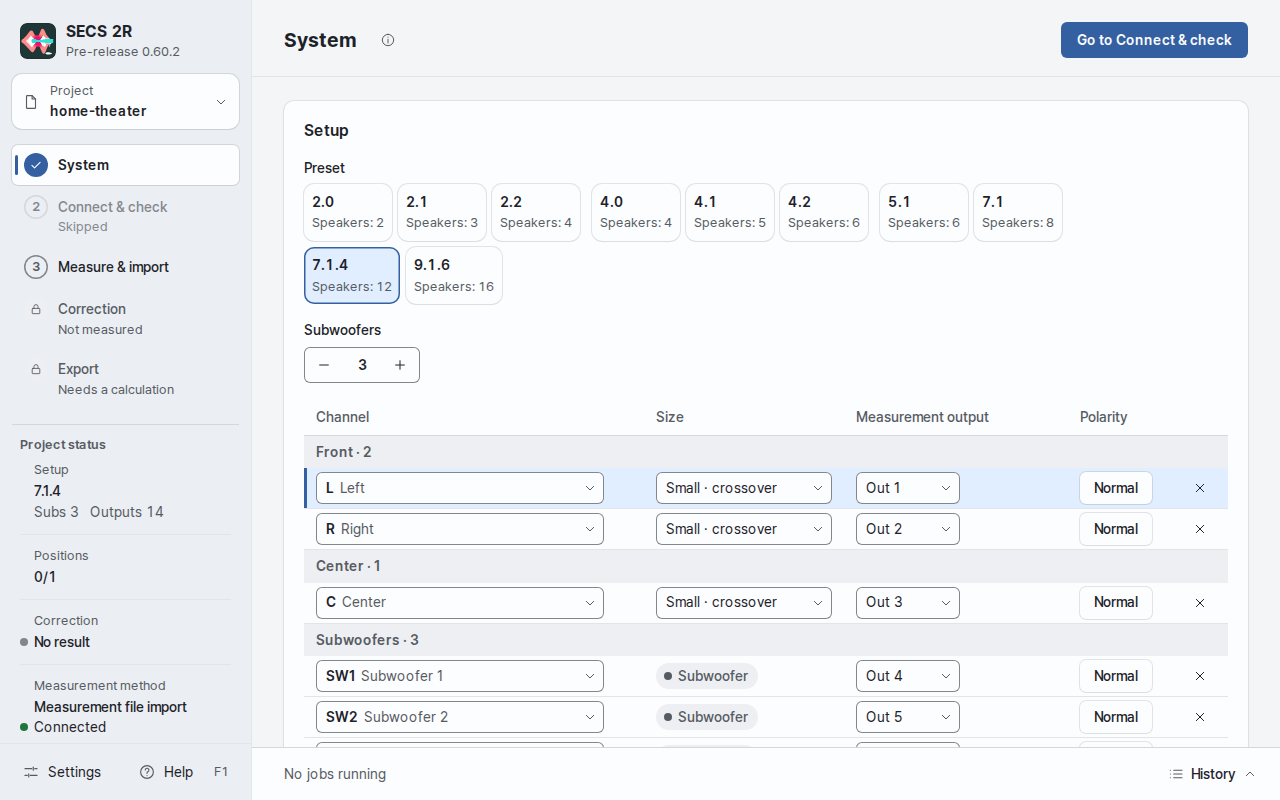 SECS 2R
Pre-release 0.60.2
Project
home-theater
System
2 Connect & check
Skipped
3 Measure & import
Correction
Not measured
Export
Needs a calculation
Project status
Setup
7.1.4
Subs 3 Outputs 14
Positions
0/1
Correction
No result
Measurement method
Measurement file import
Connected
Settings Help F1
System Go to Connect & check
Setup
Preset
2.0 2.1 2.2 4.0 4.1 4.2 5.1 7.1
Speakers: 2 Speakers: 3 Speakers: 4 Speakers: 4 Speakers: 5 Speakers: 6 Speakers: 6 Speakers: 8
7.1.4 9.1.6
Speakers: 12 Speakers: 16
Subwoofers
− 3 +
Channel Size Measurement output Polarity
Front · 2
L Left Small · crossover Out 1 Normal
R Right Small · crossover Out 2 Normal
Center · 1
C Center Small · crossover Out 3 Normal
Subwoofers · 3
SW1 Subwoofer 1 Subwoofer Out 4 Normal
SW2 Subwoofer 2 Subwoofer Out 5 Normal
No jobs running History